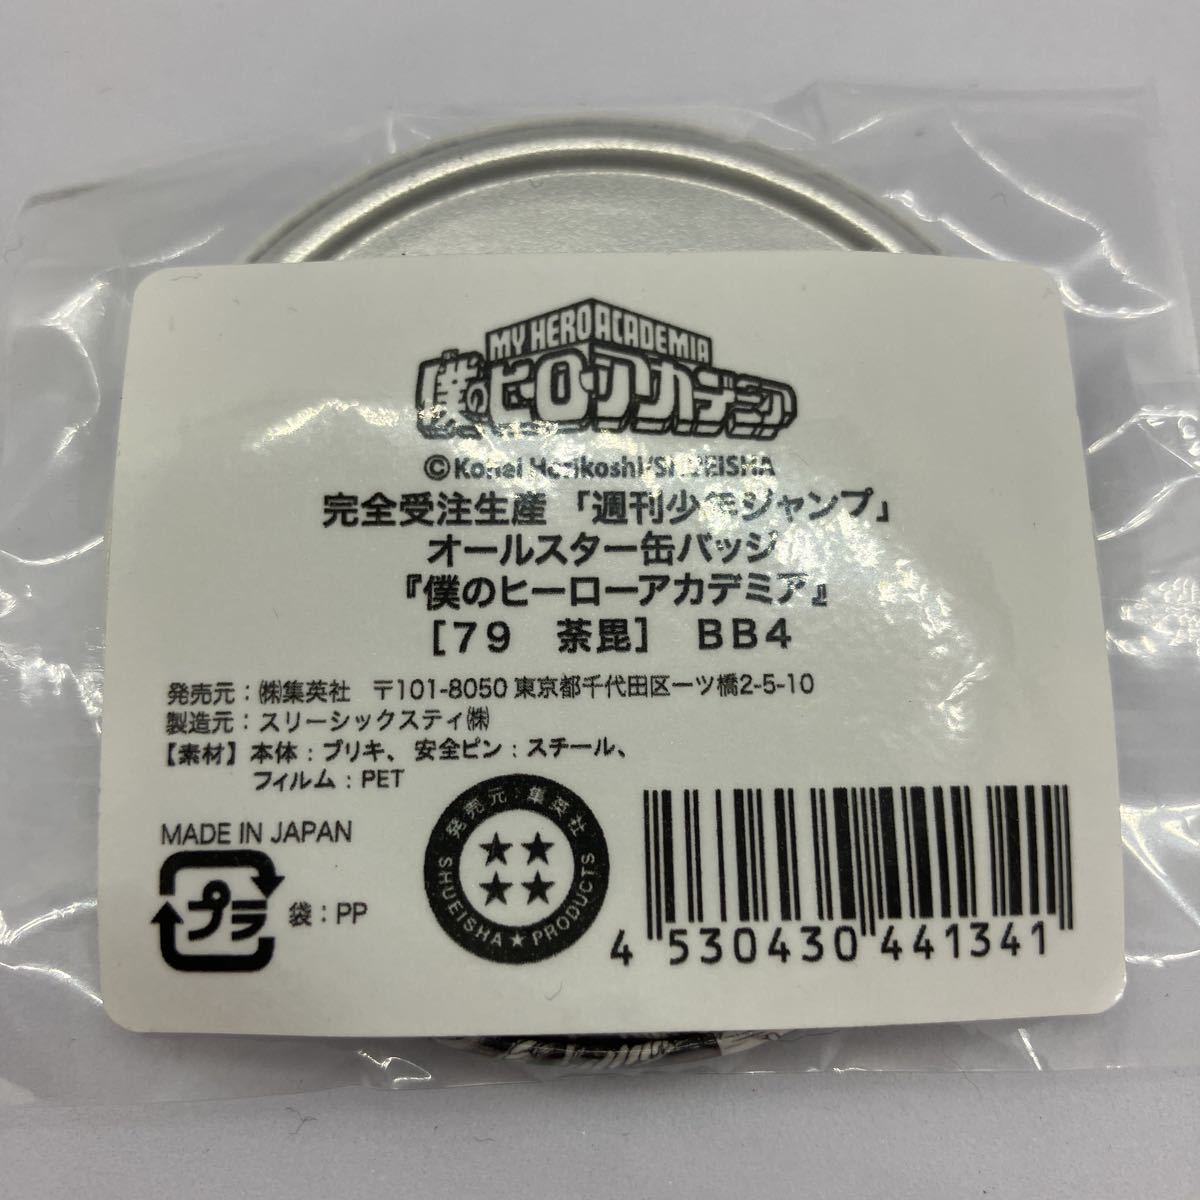 MY HERO ACADEMIA
僕のヒーローアカデミア
©Kohei Horikoshi/SHUEISHA
完全受注生産「週刊少年ジャンプ」
オールスター缶バッジ
『僕のヒーローアカデミア』
[79 荼毘] BB4
発売元：㈱集英社 〒101-8050 東京都千代田区一ツ橋2-5-10
製造元：スリーシックスティ㈱
【素材】本体：ブリキ、安全ピン：スチール、
フィルム：PET
MADE IN JAPAN
プラ
袋：PP
発売元：集英社
SHUEISHA★PRODUCTS
4 530430 441341